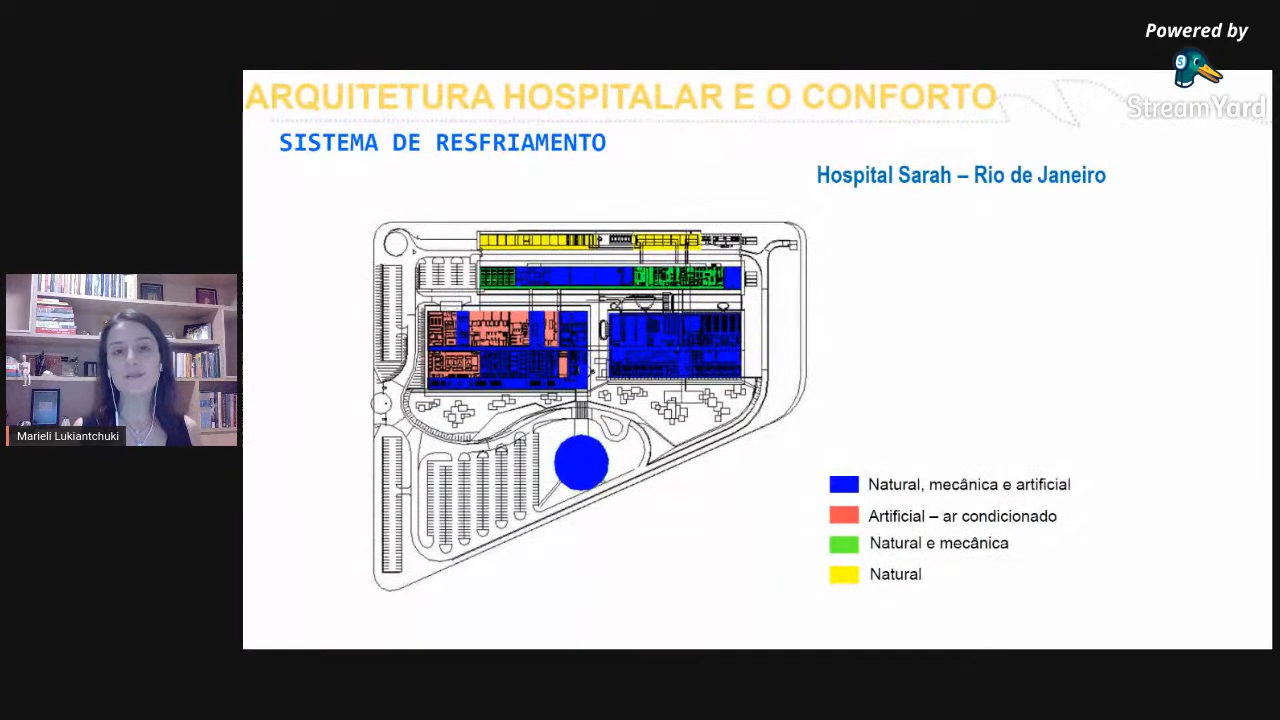 Powered by
StreamYard
ARQUITETURA HOSPITALAR E O CONFORTO
SISTEMA DE RESFRIAMENTO
Hospital Sarah – Rio de Janeiro
Marieli Lukiantchuki
Natural, mecânica e artificial
Artificial – ar condicionado
Natural e mecânica
Natural